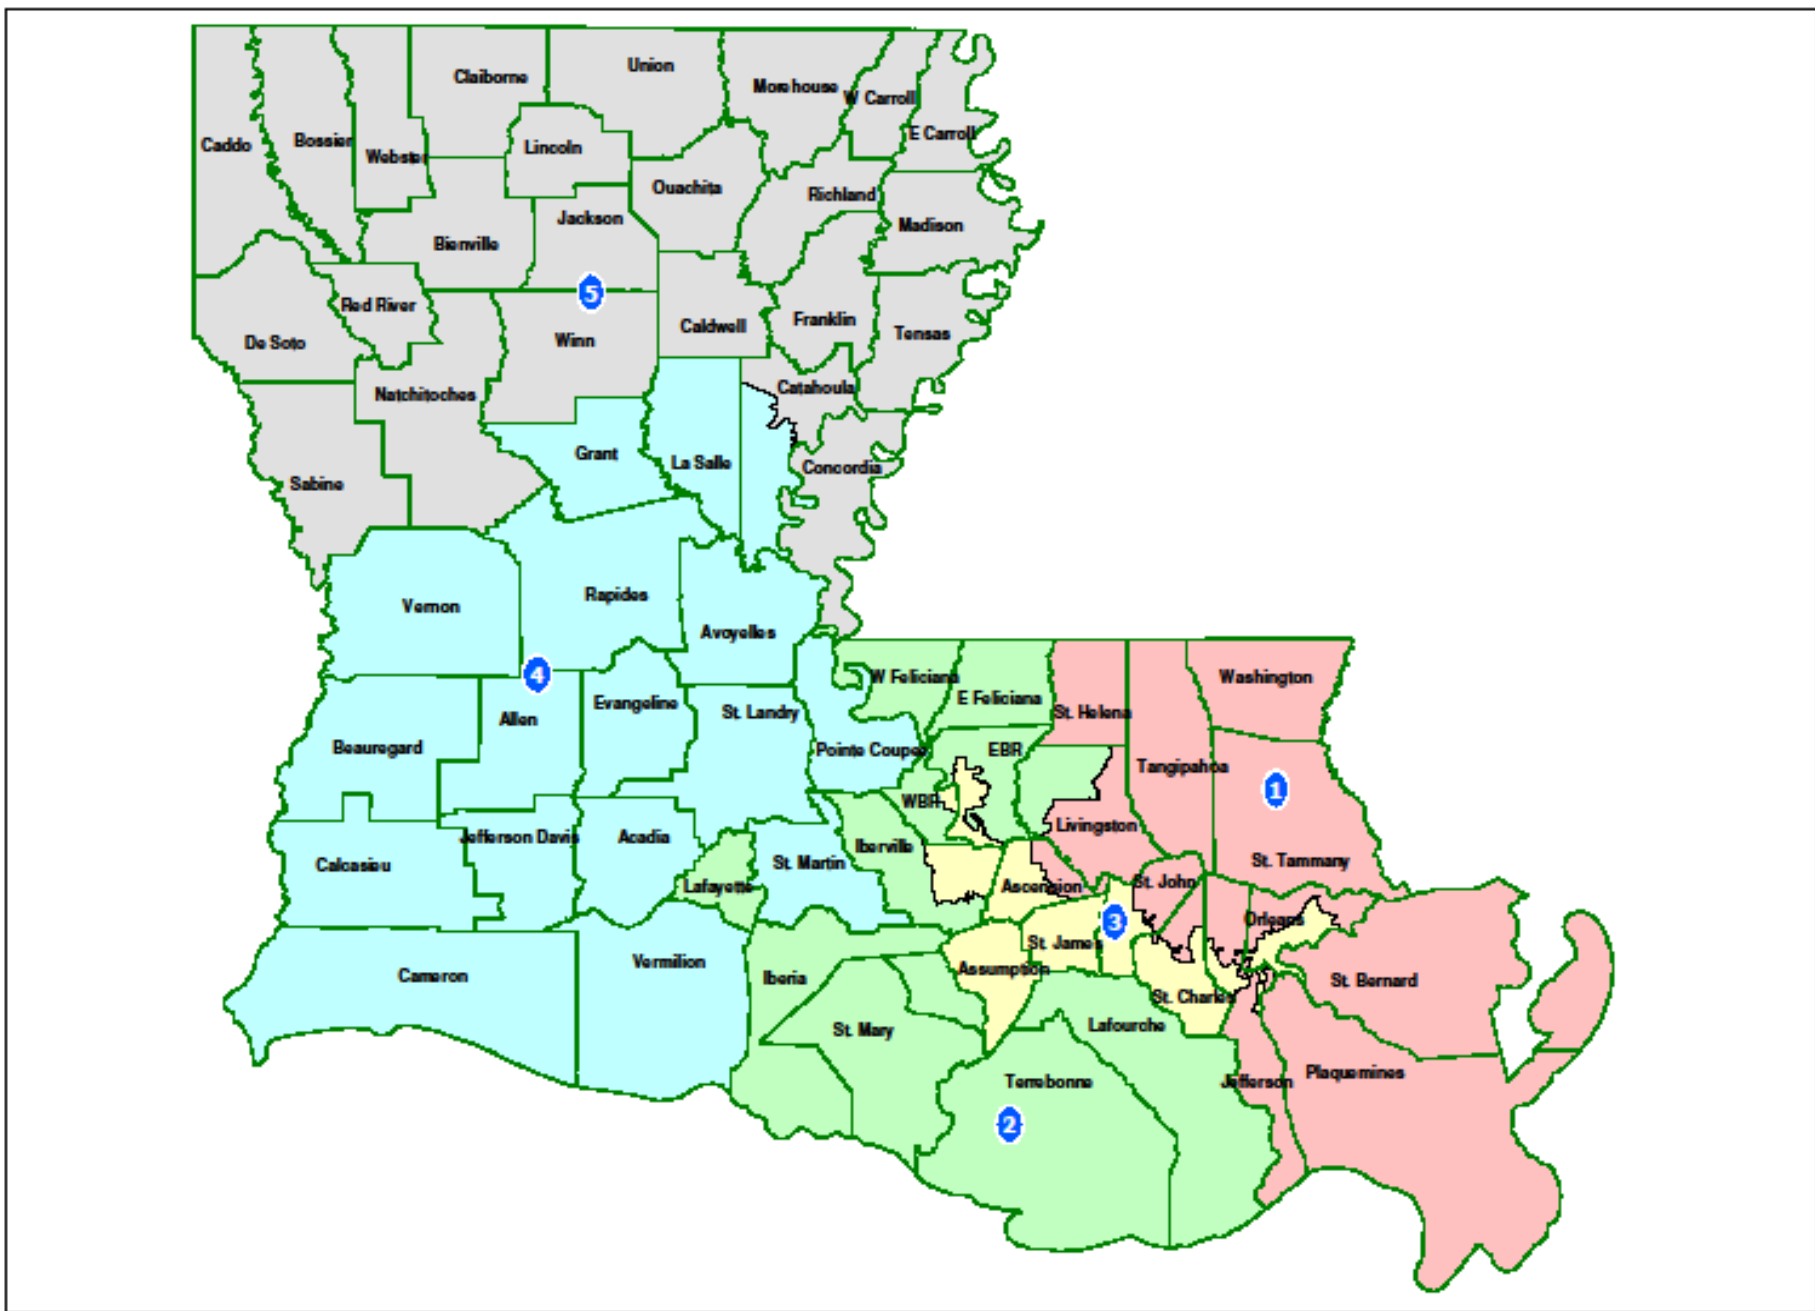 Union
Claiborne
Morehouse
W Carroll
E Carroll
Caddo
Bossier
Webster
Lincoln
Ouachita
Richland
Jackson
Madison
Bienville
5
Red River
Caldwell
Franklin
Tensas
De Soto
Winn
Natchitoches
Catahoula
Grant
La Salle
Concordia
Sabine
Vernon
Rapides
Avoyelles
4
W Feliciana
E Feliciana
Washington
Allen
Evangeline
St. Landry
St. Helena
Beauregard
Pointe Coupee
EBR
Tangipahoa
1
WBR
Livingston
Jefferson Davis
Acadia
Iberville
Calcasieu
St. Martin
St. Tammany
Lafayette
Ascension
St. John
3
Orleans
St. James
Cameron
Vermilion
Iberia
Assumption
St. Charles
St. Bernard
St. Mary
Lafourche
Terrebonne
Jefferson
Plaquemines
2